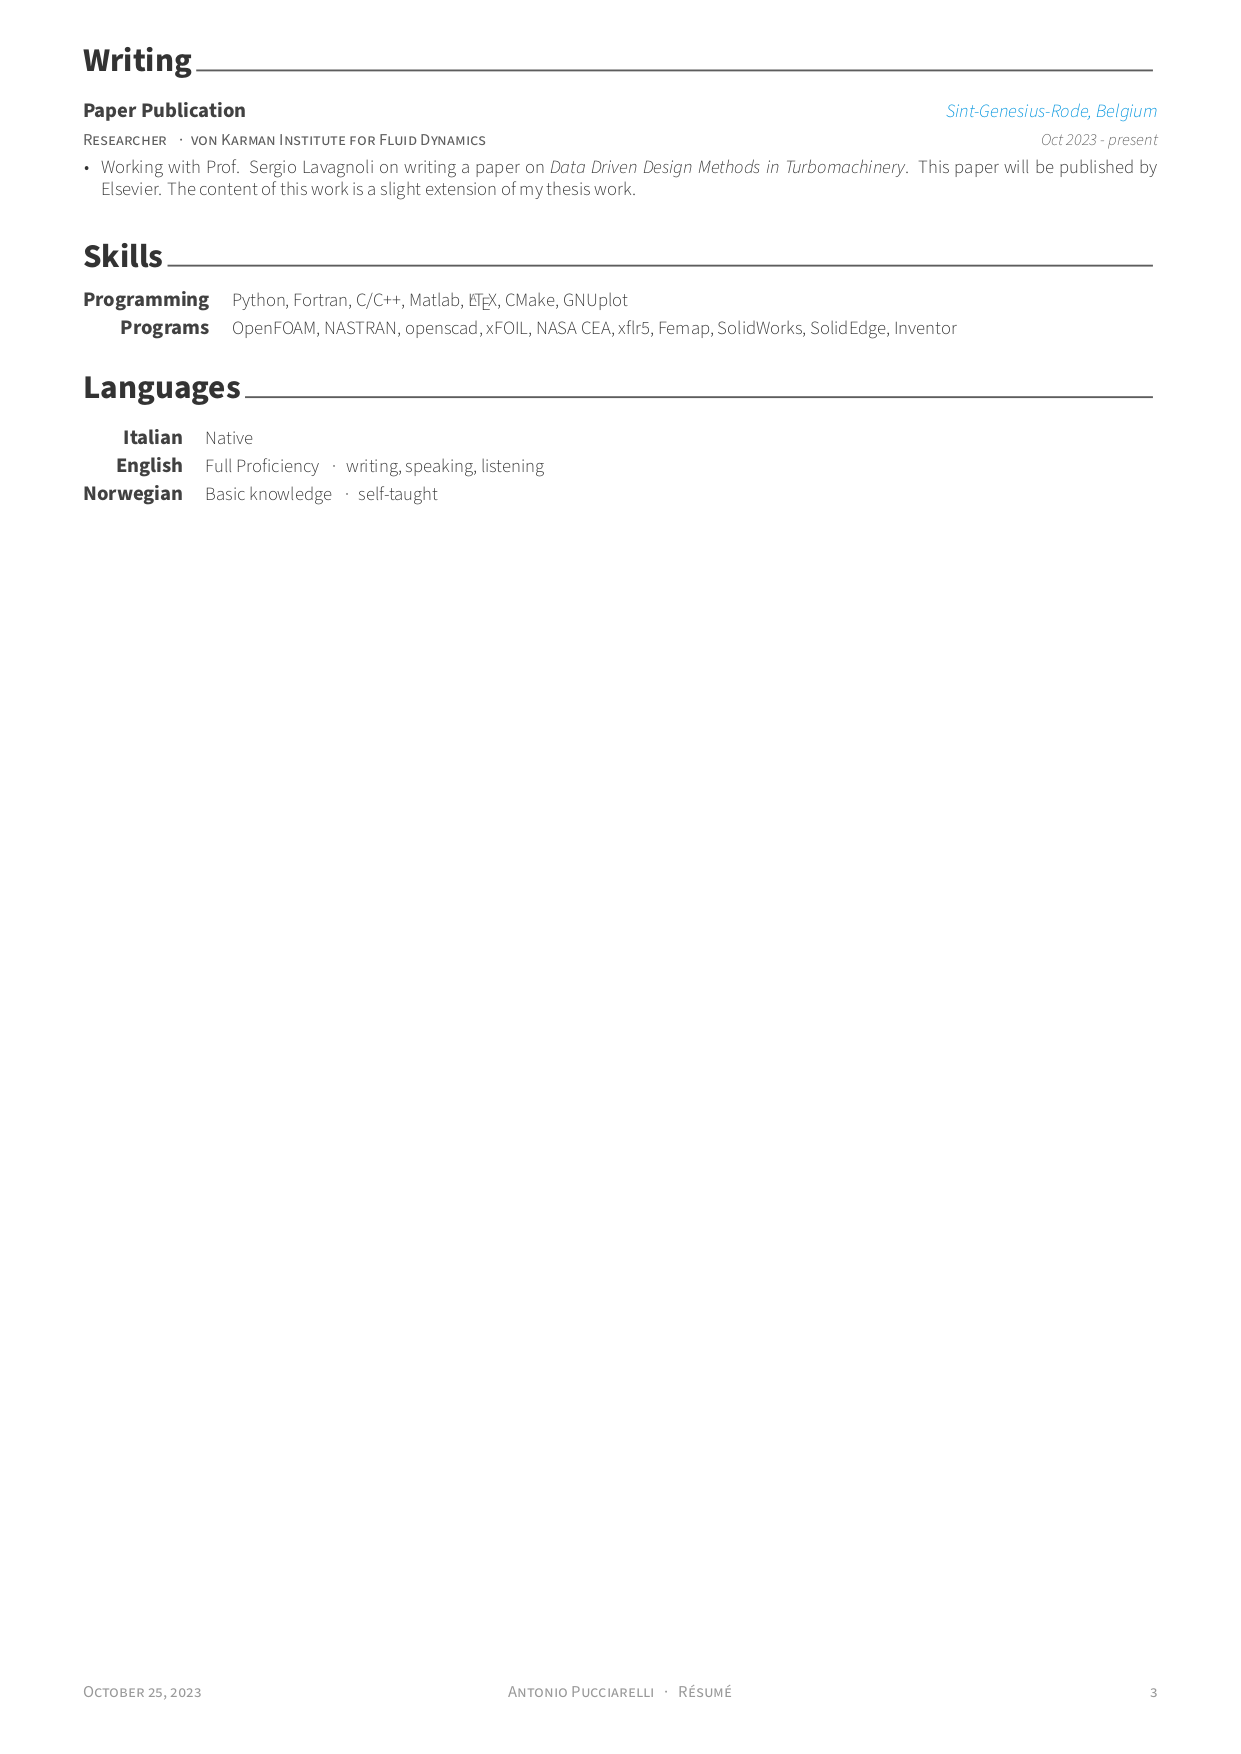 Writing
Paper Publication Sint-Genesius-Rode, Belgium
Researcher · von Karman Institute for Fluid Dynamics Oct 2023 - present
• Working with Prof. Sergio Lavagnoli on writing a paper on Data Driven Design Methods in Turbomachinery. This paper will be published by
Elsevier. The content of this work is a slight extension of my thesis work.
Skills
Programming Python, Fortran, C/C++, Matlab, LATEX, CMake, GNUplot
Programs OpenFOAM, NASTRAN, openscad, xFOIL, NASA CEA, xflr5, Femap, SolidWorks, SolidEdge, Inventor
Languages
Italian Native
English Full Proficiency · writing, speaking, listening
Norwegian Basic knowledge · self-taught
October 25, 2023 Antonio Pucciarelli · Résumé 3